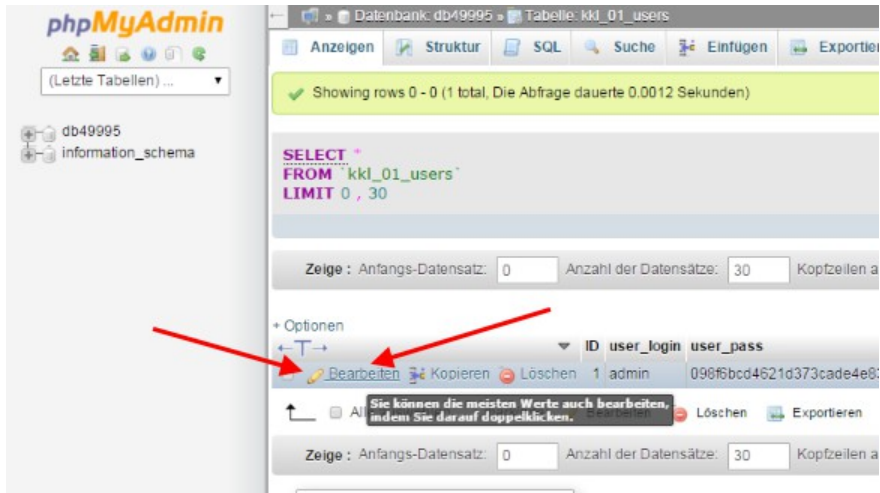 phpMyAdmin
(Letzte Tabellen) ...
db49995
information_schema
Datenbank: db49995 » Tabelle: kkl_01_users
Anzeigen Struktur SQL Suche Einfügen Exportier
Showing rows 0 - 0 (1 total, Die Abfrage dauerte 0.0012 Sekunden)
SELECT *
FROM `kkl_01_users`
LIMIT 0 , 30
Zeige : Anfangs-Datensatz: 0 Anzahl der Datensätze: 30 Kopfzeilen a
+ Optionen
←T→ ID user_login user_pass
Bearbeiten Kopieren Löschen 1 admin 098f6bcd4621d373cade4e83
Sie können die meisten Werte auch bearbeiten,
indem Sie darauf doppelklicken.
Al Bearbeiten Löschen Exportieren
Zeige : Anfangs-Datensatz: 0 Anzahl der Datensätze: 30 Kopfzeilen a